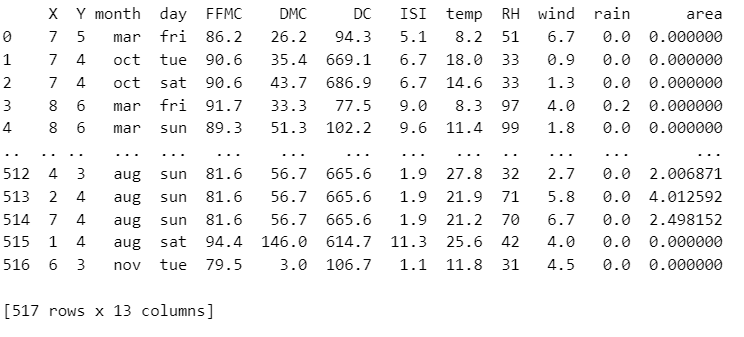 X Y month day FFMC DMC DC ISI temp RH wind rain area
0 7 5 mar fri 86.2 26.2 94.3 5.1 8.2 51 6.7 0.0 0.000000
1 7 4 oct tue 90.6 35.4 669.1 6.7 18.0 33 0.9 0.0 0.000000
2 7 4 oct sat 90.6 43.7 686.9 6.7 14.6 33 1.3 0.0 0.000000
3 8 6 mar fri 91.7 33.3 77.5 9.0 8.3 97 4.0 0.2 0.000000
4 8 6 mar sun 89.3 51.3 102.2 9.6 11.4 99 1.8 0.0 0.000000
.. .. .. ... ... ... ... ... ... ... .. ... ... ...
512 4 3 aug sun 81.6 56.7 665.6 1.9 27.8 32 2.7 0.0 2.006871
513 2 4 aug sun 81.6 56.7 665.6 1.9 21.9 71 5.8 0.0 4.012592
514 7 4 aug sun 81.6 56.7 665.6 1.9 21.2 70 6.7 0.0 2.498152
515 1 4 aug sat 94.4 146.0 614.7 11.3 25.6 42 4.0 0.0 0.000000
516 6 3 nov tue 79.5 3.0 106.7 1.1 11.8 31 4.5 0.0 0.000000
[517 rows x 13 columns]